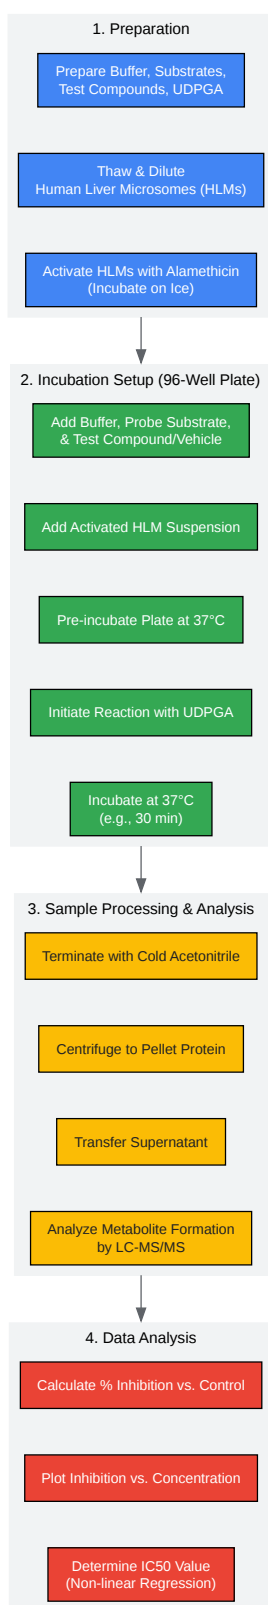 1. Preparation
Prepare Buffer, Substrates,
Test Compounds, UDPGA
Thaw & Dilute
Human Liver Microsomes (HLMs)
Activate HLMs with Alamethicin
(Incubate on Ice)
2. Incubation Setup (96-Well Plate)
Add Buffer, Probe Substrate,
& Test Compound/Vehicle
Add Activated HLM Suspension
Pre-incubate Plate at 37°C
Initiate Reaction with UDPGA
Incubate at 37°C
(e.g., 30 min)
3. Sample Processing & Analysis
Terminate with Cold Acetonitrile
Centrifuge to Pellet Protein
Transfer Supernatant
Analyze Metabolite Formation
by LC-MS/MS
4. Data Analysis
Calculate % Inhibition vs. Control
Plot Inhibition vs. Concentration
Determine IC50 Value
(Non-linear Regression)